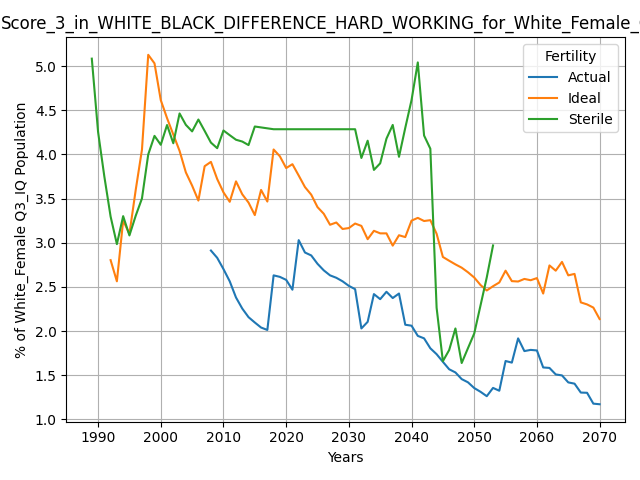 Score_3_in_WHITE_BLACK_DIFFERENCE_HARD_WORKING_for_White_Female_
Fertility
Actual
Ideal
Sterile
% of White_Female Q3_IQ Population
5.0
4.5
4.0
3.5
3.0
2.5
2.0
1.5
1.0
1990 2000 2010 2020 2030 2040 2050 2060 2070
Years